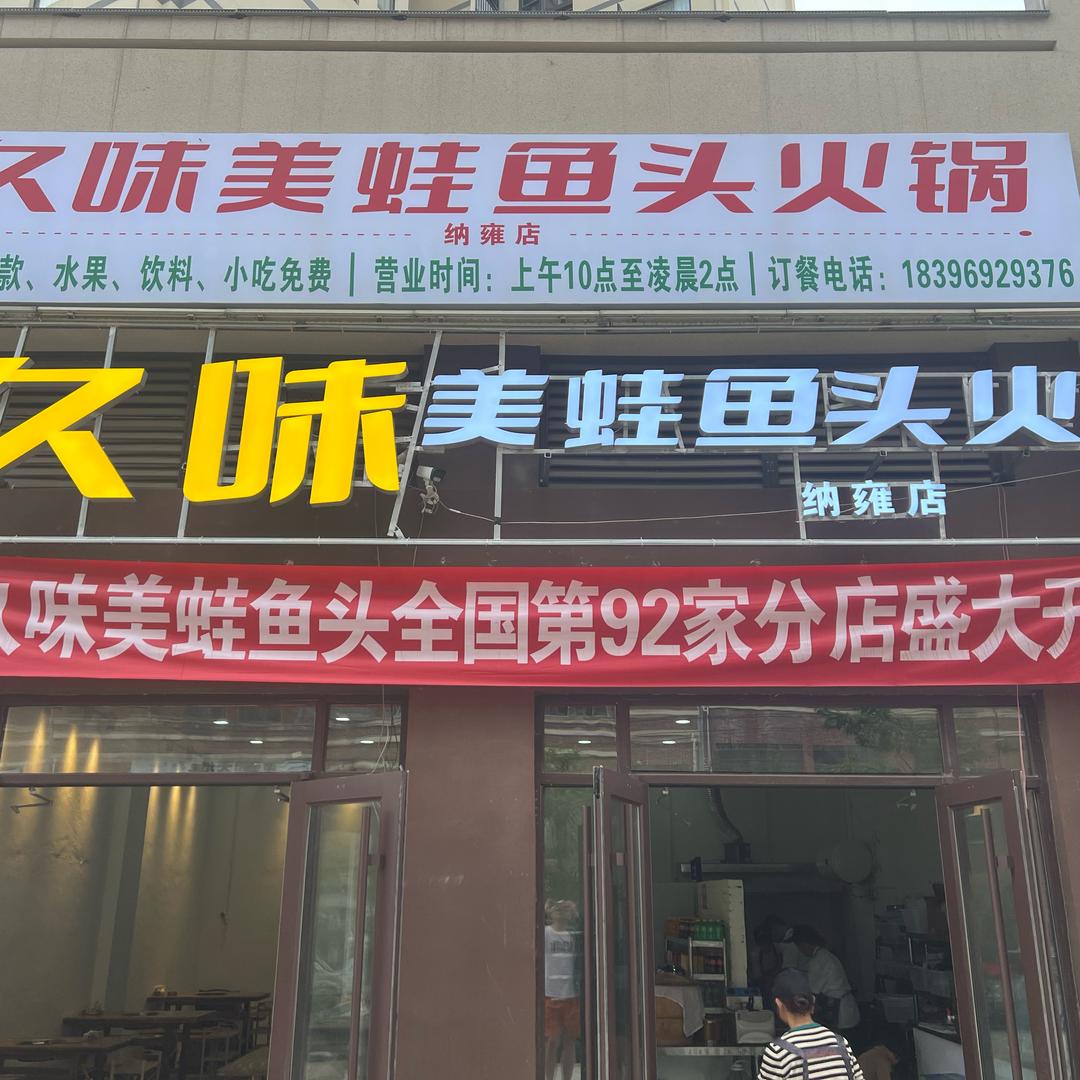 久味美蛙鱼头火锅
纳雍店
款、水果、饮料、小吃免费 | 营业时间：上午10点至凌晨2点 | 订餐电话：18396929376
久味美蛙鱼头火
纳雍店
久味美蛙鱼头全国第92家分店盛大开